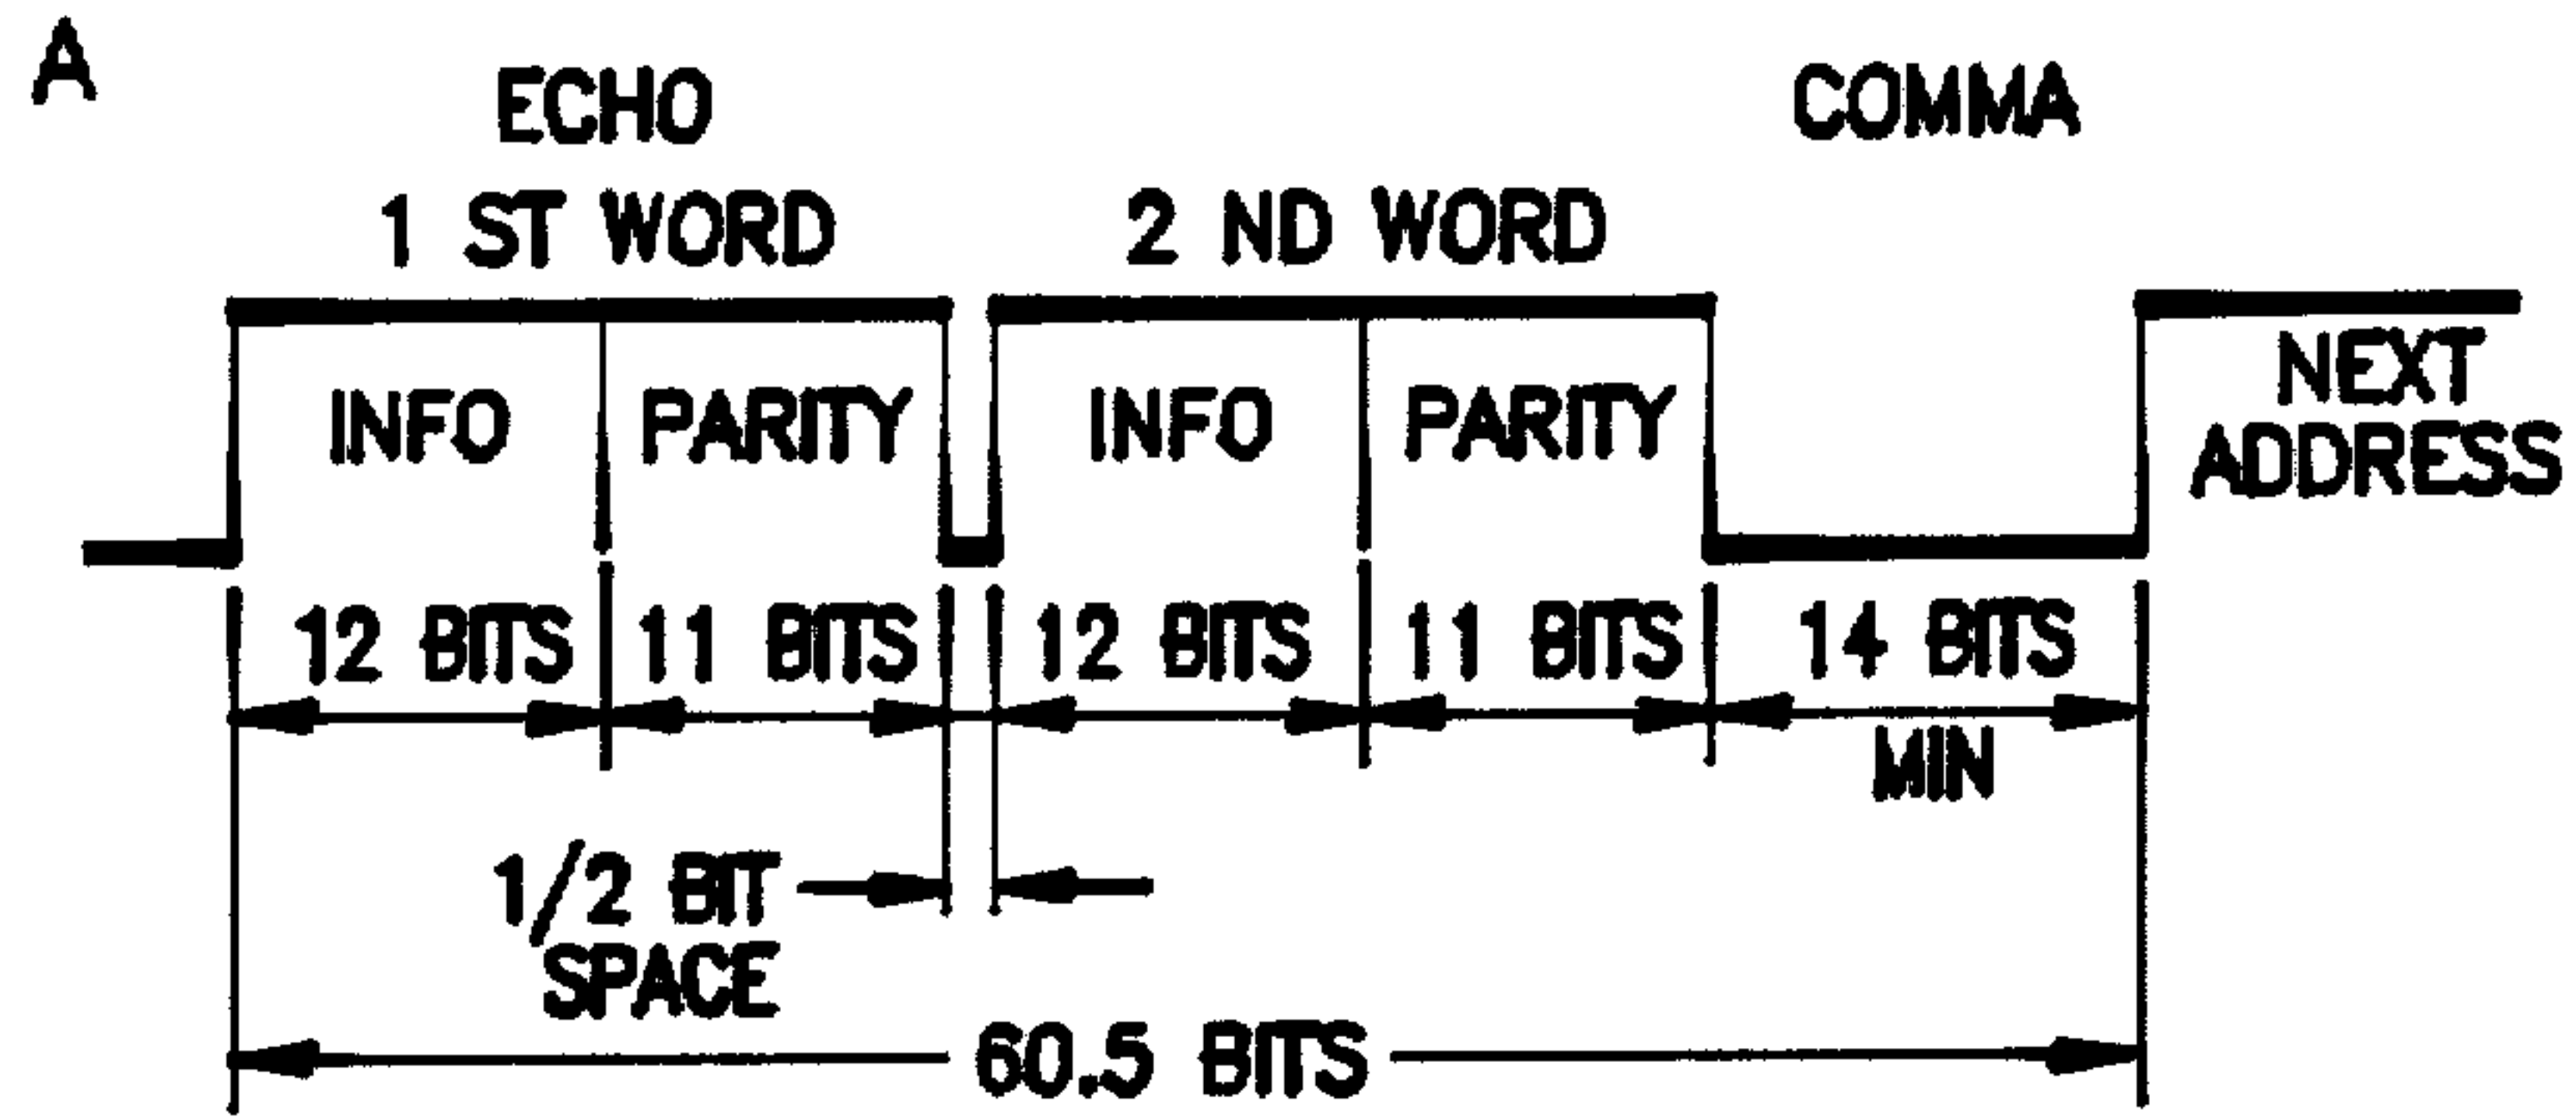 A
ECHO
COMMA
1 ST WORD
2 ND WORD
INFO
PARITY
INFO
PARITY
NEXT
ADDRESS
12 BITS
11 BITS
12 BITS
11 BITS
14 BITS
MIN
1/2 BIT
SPACE
60.5 BITS